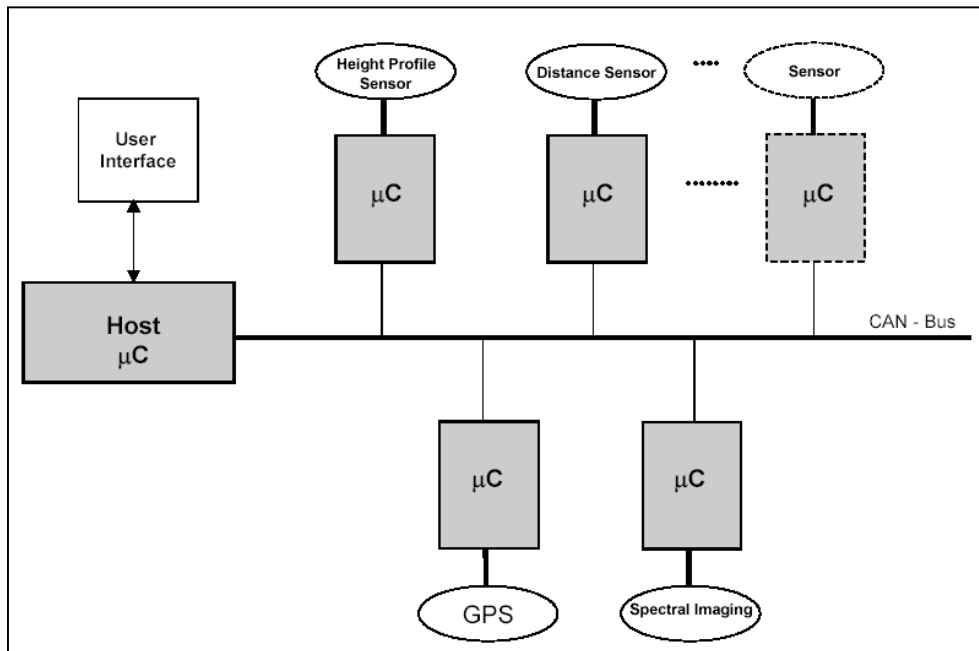 Height Profile
Sensor
Distance Sensor
....
Sensor
User
Interface
μC
μC
........
μC
Host
μC
CAN - Bus
μC
μC
GPS
Spectral Imaging